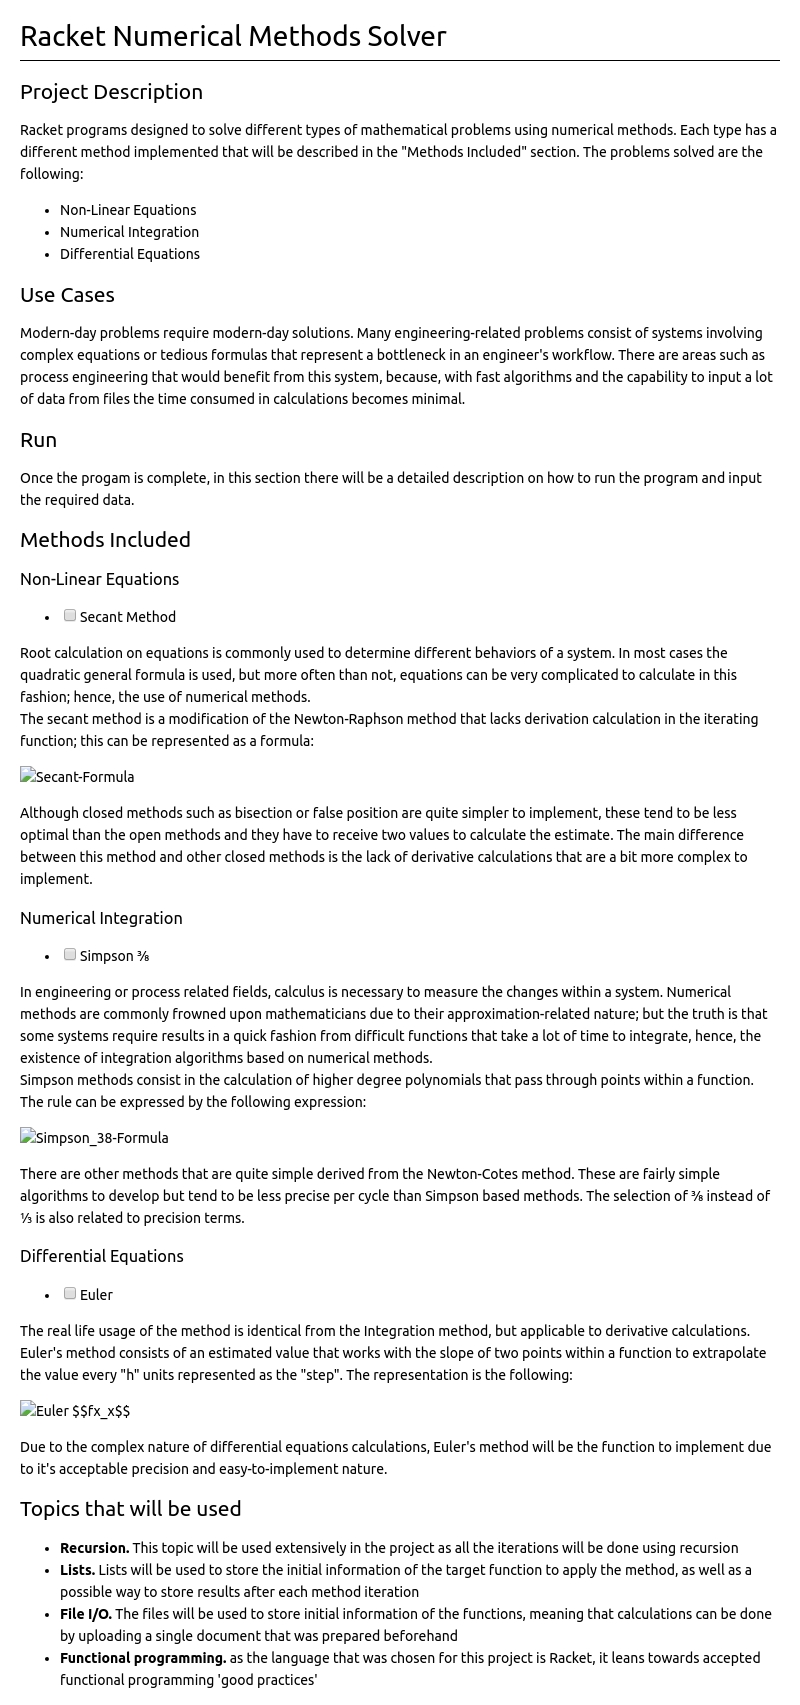 Racket Numerical Methods Solver
Project Description
Racket programs designed to solve different types of mathematical problems using numerical methods. Each type has a
different method implemented that will be described in the "Methods Included" section. The problems solved are the
following:
• Non-Linear Equations
• Numerical Integration
• Differential Equations
Use Cases
Modern-day problems require modern-day solutions. Many engineering-related problems consist of systems involving
complex equations or tedious formulas that represent a bottleneck in an engineer's workflow. There are areas such as
process engineering that would benefit from this system, because, with fast algorithms and the capability to input a lot
of data from files the time consumed in calculations becomes minimal.
Run
Once the progam is complete, in this section there will be a detailed description on how to run the program and input
the required data.
Methods Included
Non-Linear Equations
• Secant Method
Root calculation on equations is commonly used to determine different behaviors of a system. In most cases the
quadratic general formula is used, but more often than not, equations can be very complicated to calculate in this
fashion; hence, the use of numerical methods.
The secant method is a modification of the Newton-Raphson method that lacks derivation calculation in the iterating
function; this can be represented as a formula:
Secant-Formula
Although closed methods such as bisection or false position are quite simpler to implement, these tend to be less
optimal than the open methods and they have to receive two values to calculate the estimate. The main difference
between this method and other closed methods is the lack of derivative calculations that are a bit more complex to
implement.
Numerical Integration
• Simpson ⅜
In engineering or process related fields, calculus is necessary to measure the changes within a system. Numerical
methods are commonly frowned upon mathematicians due to their approximation-related nature; but the truth is that
some systems require results in a quick fashion from difficult functions that take a lot of time to integrate, hence, the
existence of integration algorithms based on numerical methods.
Simpson methods consist in the calculation of higher degree polynomials that pass through points within a function.
The rule can be expressed by the following expression:
Simpson_38-Formula
There are other methods that are quite simple derived from the Newton-Cotes method. These are fairly simple
algorithms to develop but tend to be less precise per cycle than Simpson based methods. The selection of ⅜ instead of
⅓ is also related to precision terms.
Differential Equations
• Euler
The real life usage of the method is identical from the Integration method, but applicable to derivative calculations.
Euler's method consists of an estimated value that works with the slope of two points within a function to extrapolate
the value every "h" units represented as the "step". The representation is the following:
Euler $$fx_x$$
Due to the complex nature of differential equations calculations, Euler's method will be the function to implement due
to it's acceptable precision and easy-to-implement nature.
Topics that will be used
• Recursion. This topic will be used extensively in the project as all the iterations will be done using recursion
• Lists. Lists will be used to store the initial information of the target function to apply the method, as well as a
possible way to store results after each method iteration
• File I/O. The files will be used to store initial information of the functions, meaning that calculations can be done
by uploading a single document that was prepared beforehand
• Functional programming. as the language that was chosen for this project is Racket, it leans towards accepted
functional programming 'good practices'